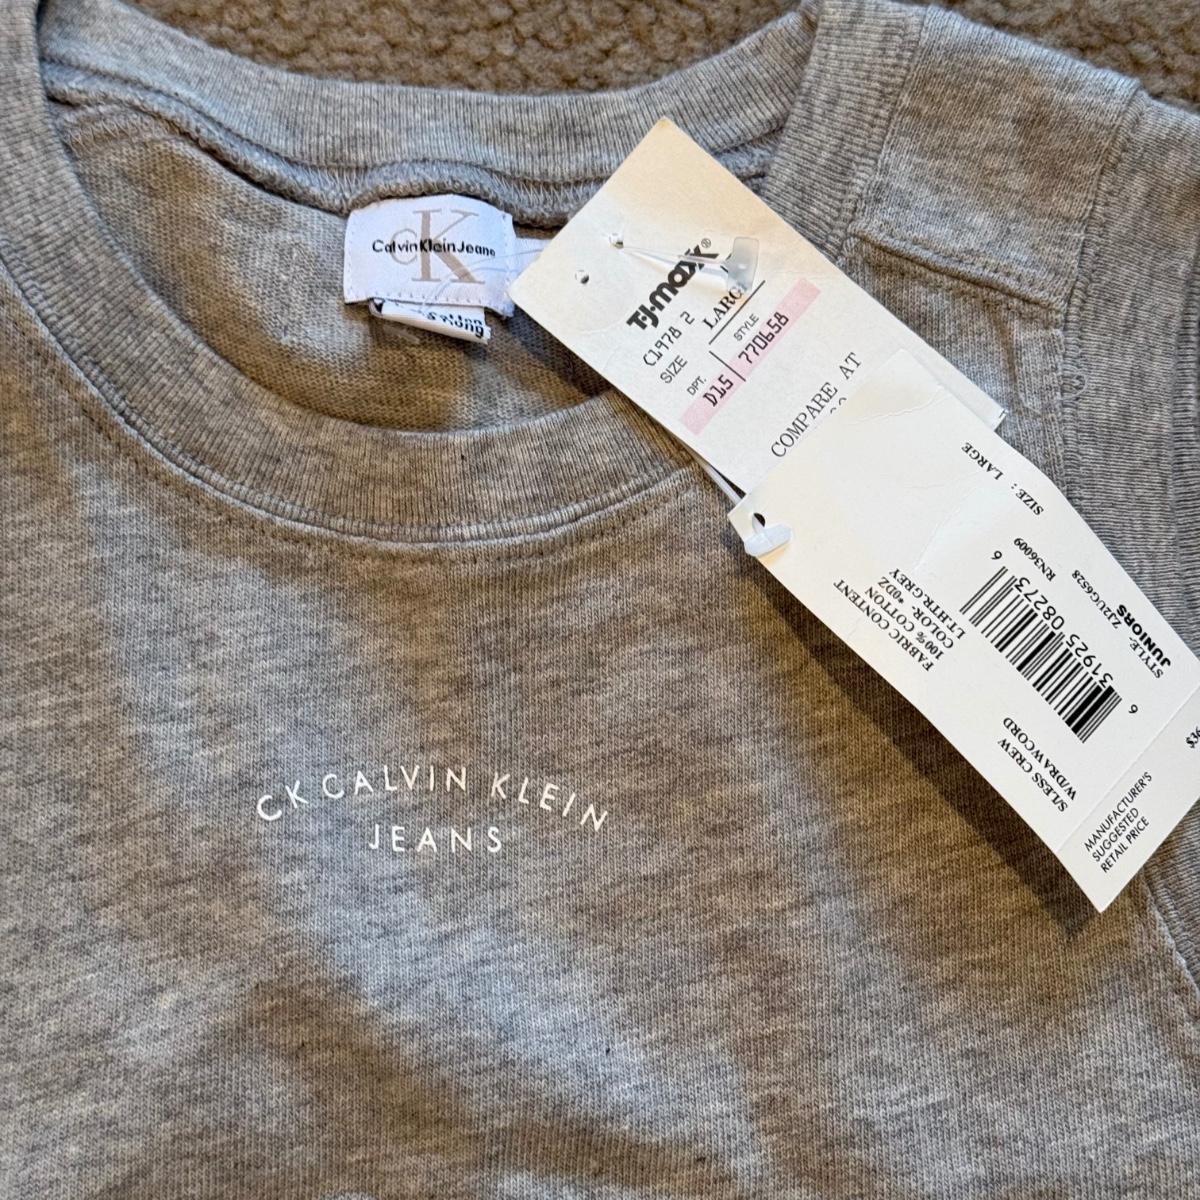 CK
Calvin Klein Jeans
T·J·maxx®
C1978 2
SIZE LARGE
DPT. STYLE
D15 770658
COMPARE AT
SIZE: LARGE
RN36009
6
31925 08273
6
STYLE- ZJ2UG6528
JUNIORS
FABRIC CONTENT
100% COTTON
COLOR- *0DZ
LT.HTR.GREY
S/LESS CREW
W/DRAWCORD
MANUFACTURER'S
SUGGESTED
RETAIL PRICE
CK CALVIN KLEIN
JEANS